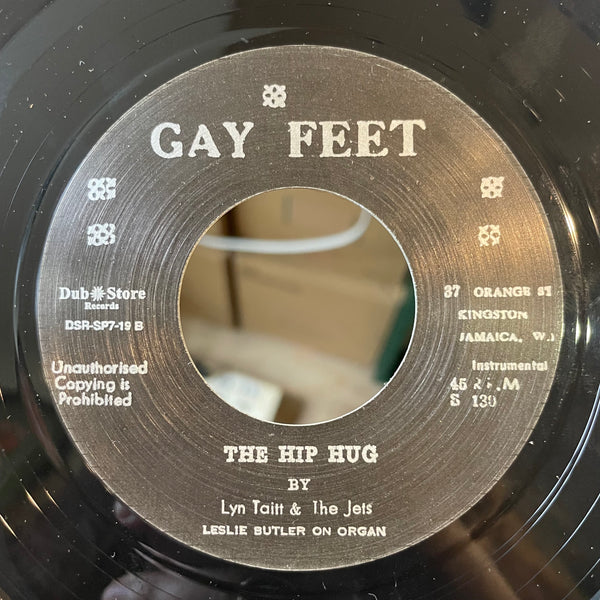 GAY FEET
Dub Store
Records
DSR-SP7-19 B
Unauthorised
Copying is
Prohibited
37 ORANGE ST
KINGSTON
JAMAICA, W.I
Instrumental
45 R.P.M
S 130
THE HIP HUG
BY
Lyn Taitt & The Jets
LESLIE BUTLER ON ORGAN